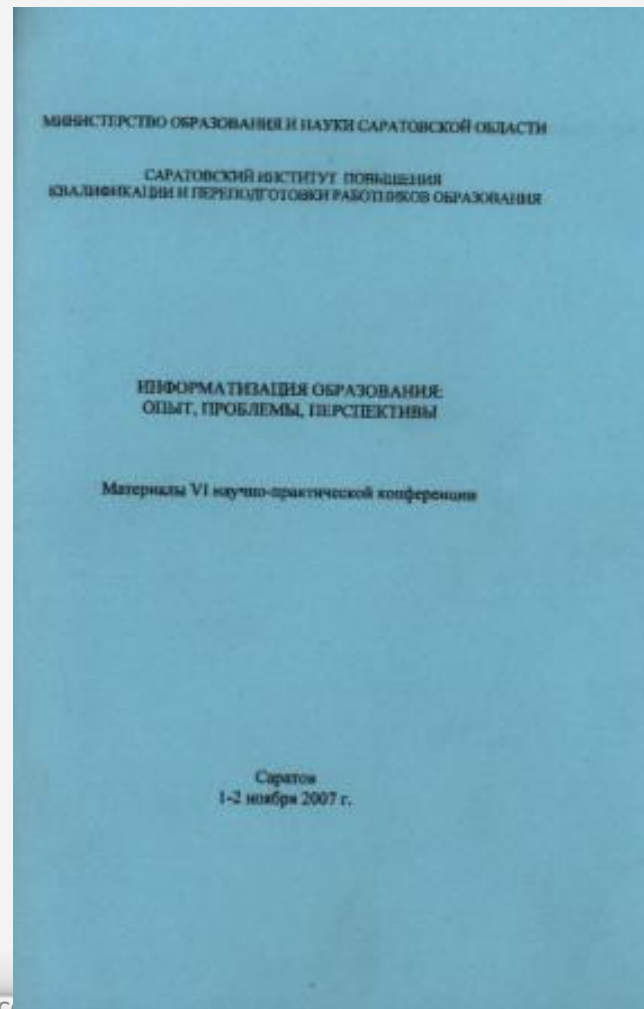 МИНИСТЕРСТВО ОБРАЗОВАНИЯ И НАУКИ САРАТОВСКОЙ ОБЛАСТИ
САРАТОВСКИЙ ИНСТИТУТ ПОВЫШЕНИЯ
КВАЛИФИКАЦИИ И ПЕРЕПОДГОТОВКИ РАБОТНИКОВ ОБРАЗОВАНИЯ
ИНФОРМАТИЗАЦИЯ ОБРАЗОВАНИЯ:
ОПЫТ, ПРОБЛЕМЫ, ПЕРСПЕКТИВЫ
Материалы VI научно-практической конференции
Саратов
1-2 ноября 2007 г.